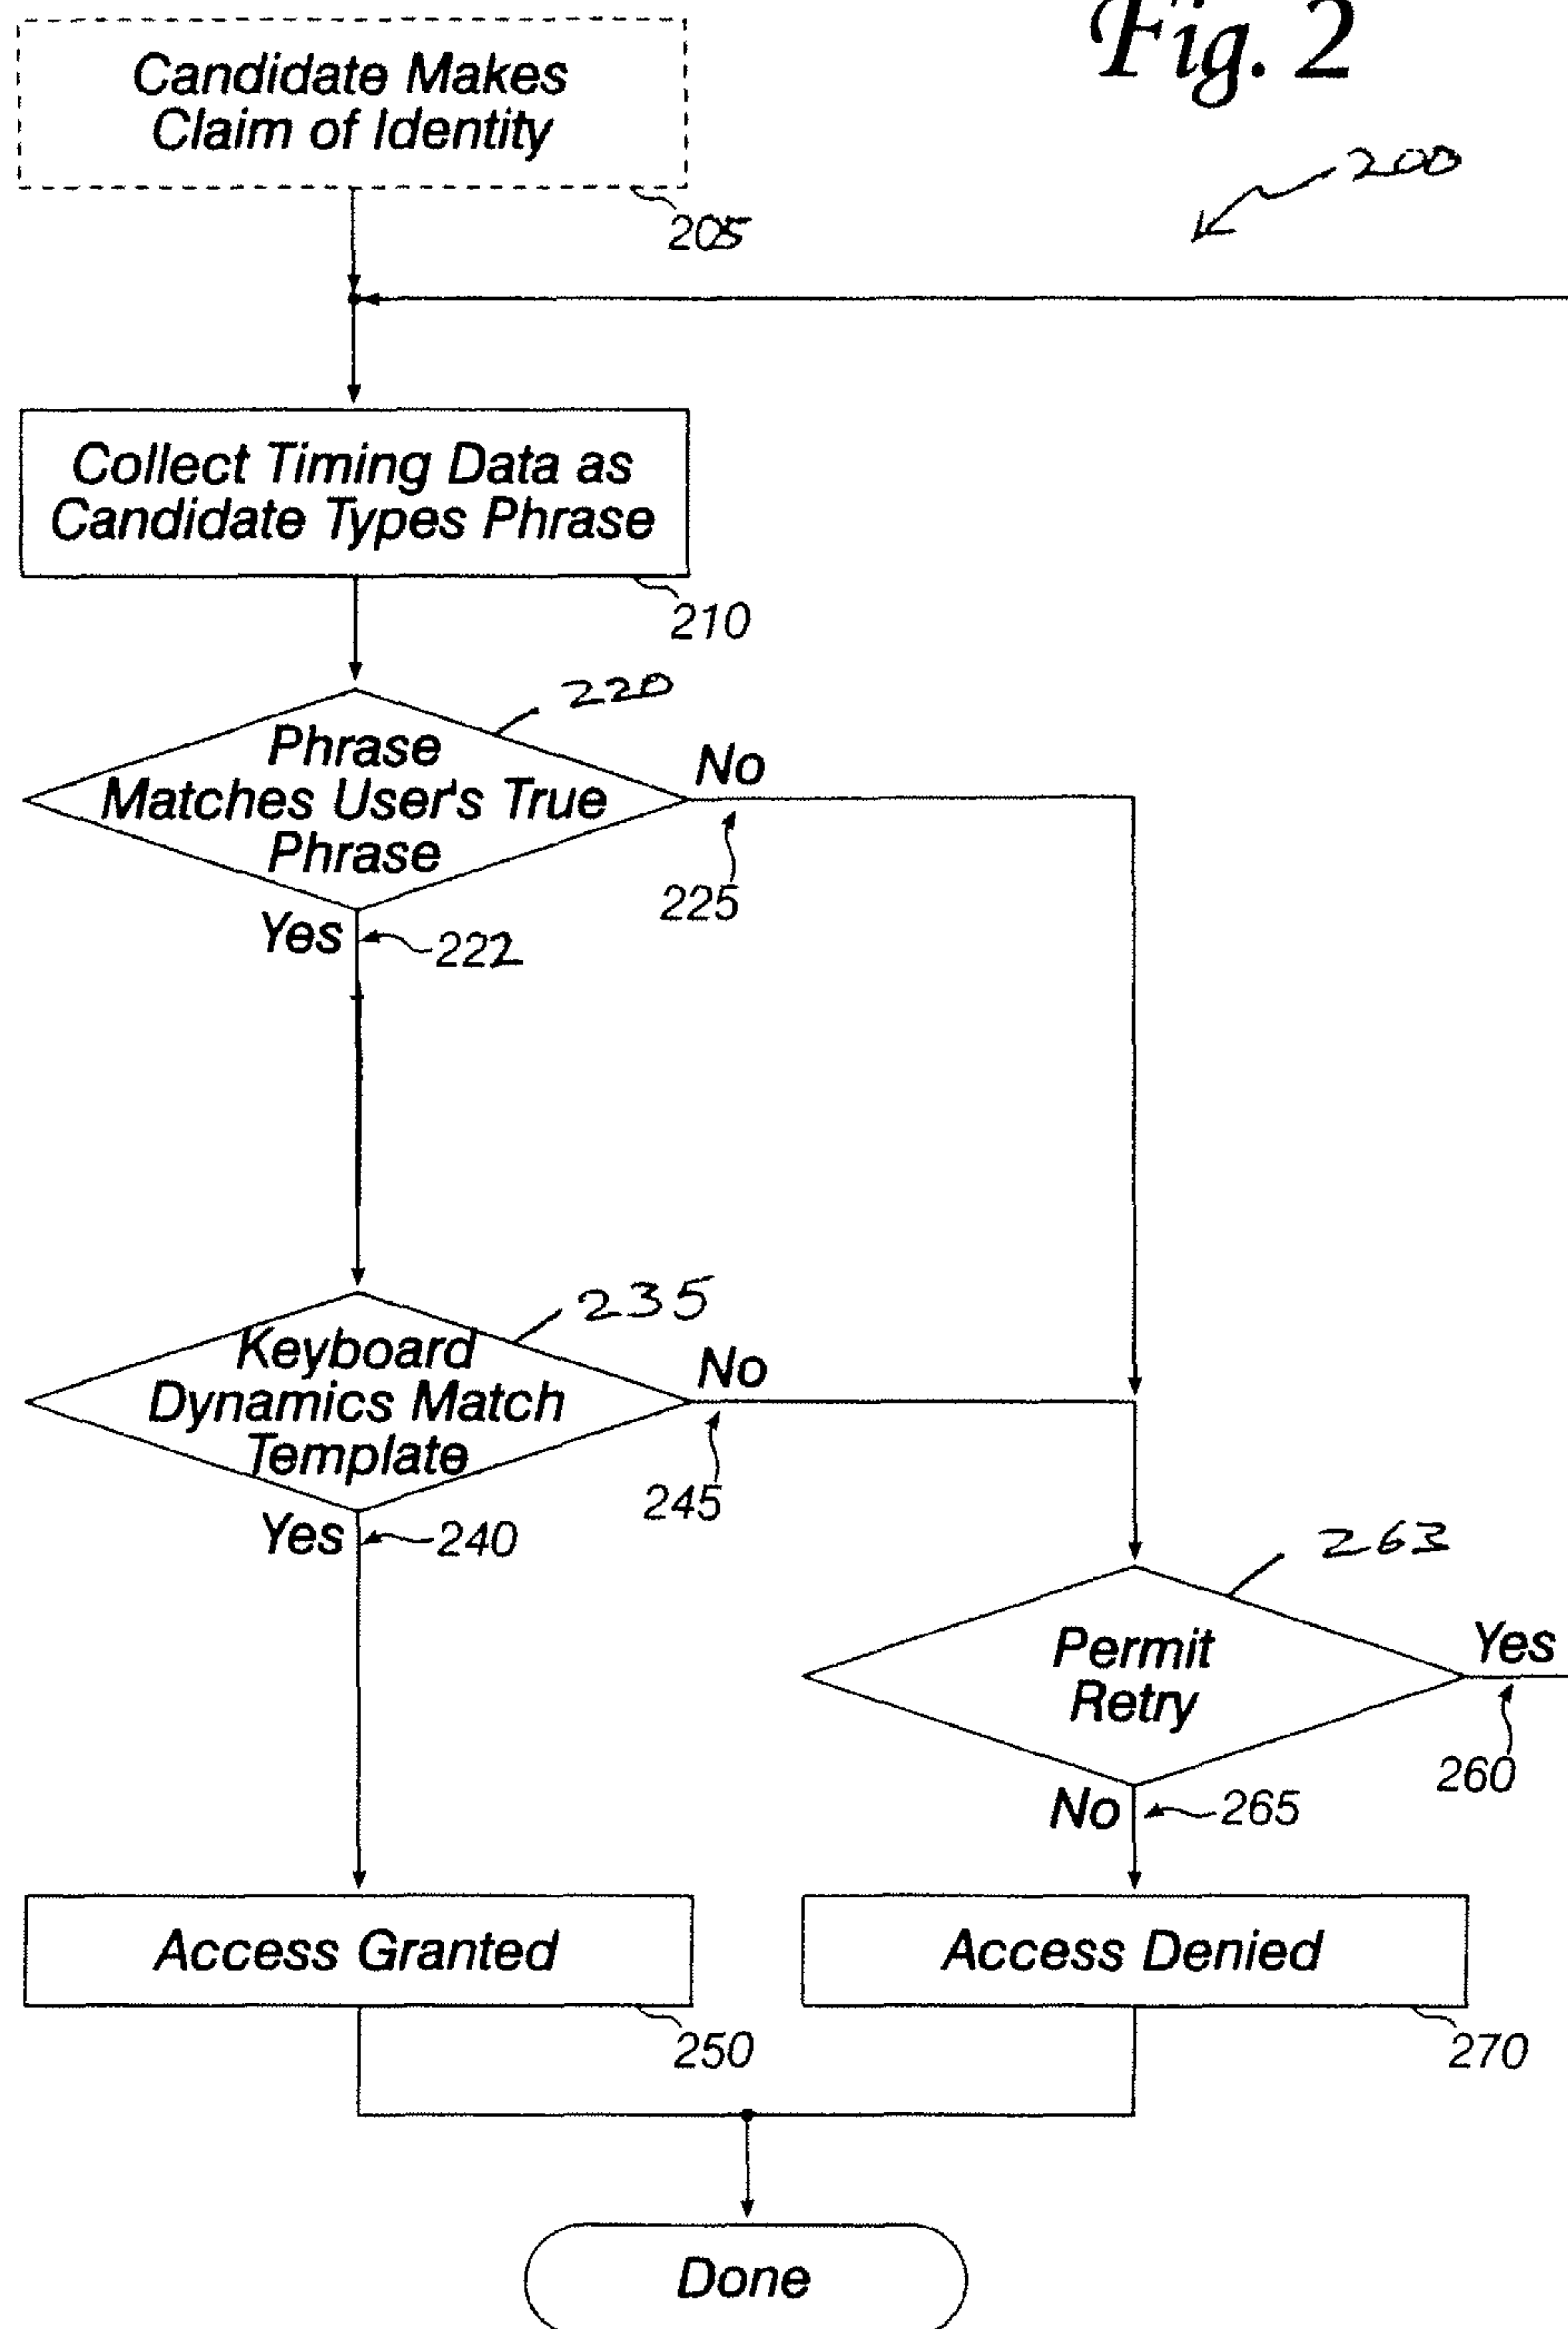 Fig. 2
Candidate Makes
Claim of Identity
205
200
Collect Timing Data as
Candidate Types Phrase
210
220
Phrase
Matches User's True
Phrase
No
225
Yes
222
235
Keyboard
Dynamics Match
Template
No
245
Yes
240
263
Permit
Retry
Yes
260
No
265
Access Granted
250
Access Denied
270
Done